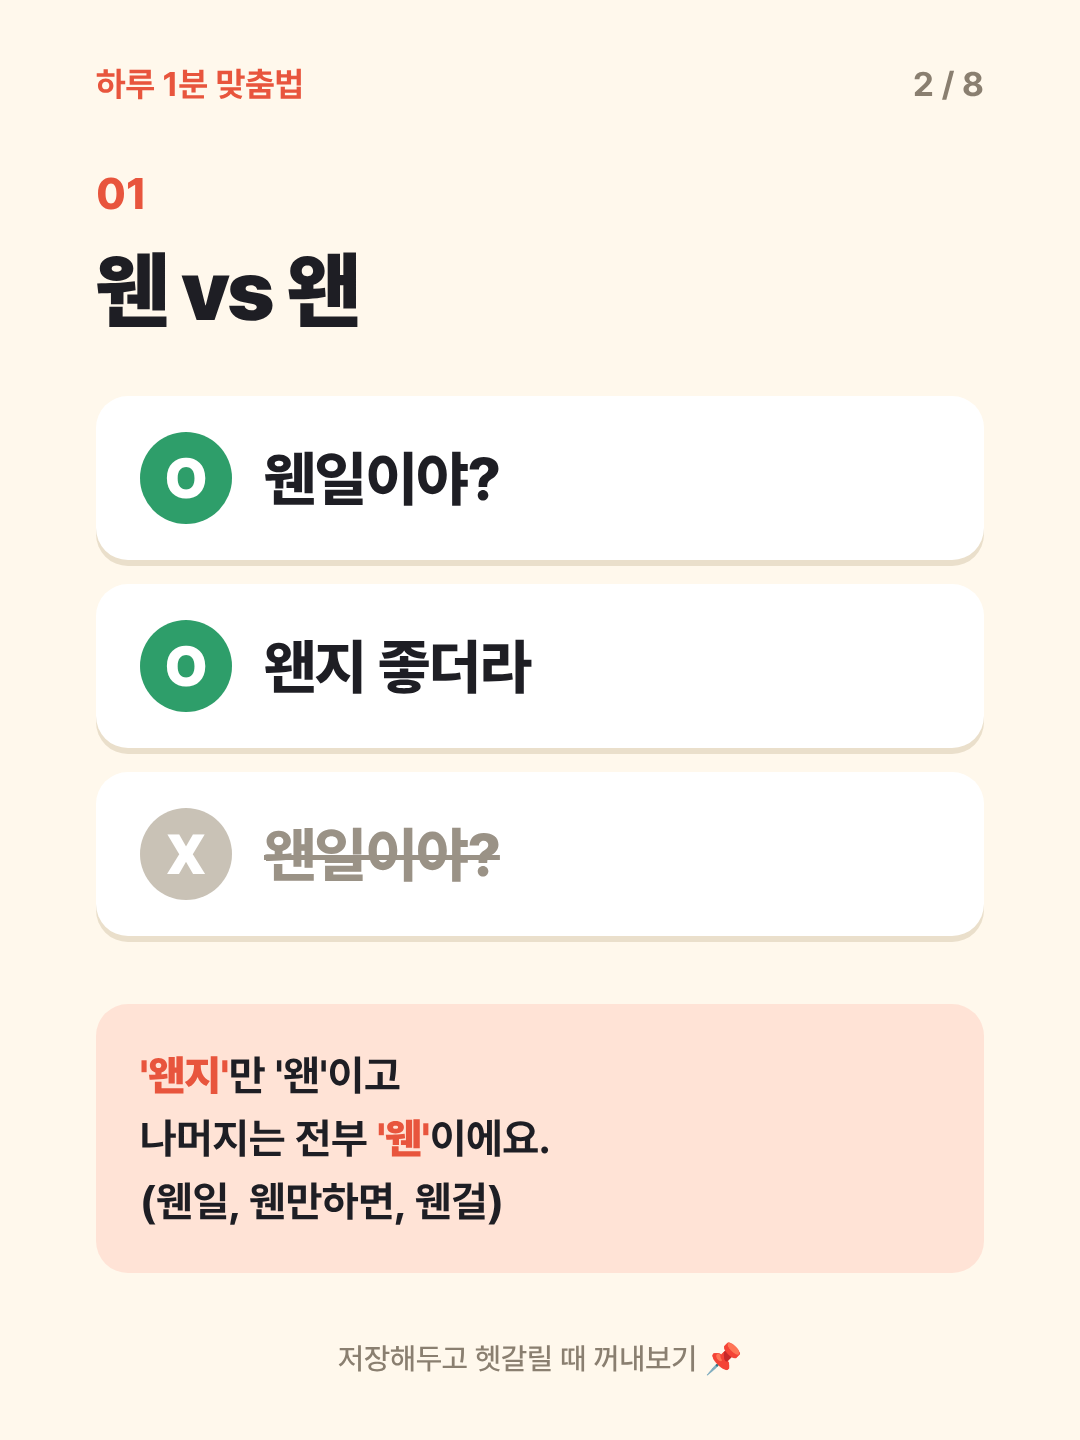 하루 1분 맞춤법
2 / 8
01
웬 vs 왠
O 웬일이야?
O 왠지 좋더라
X 왠일이야?
'왠지'만 '왠'이고
나머지는 전부 '웬'이에요.
(웬일, 웬만하면, 웬걸)
저장해두고 헷갈릴 때 꺼내보기 📌